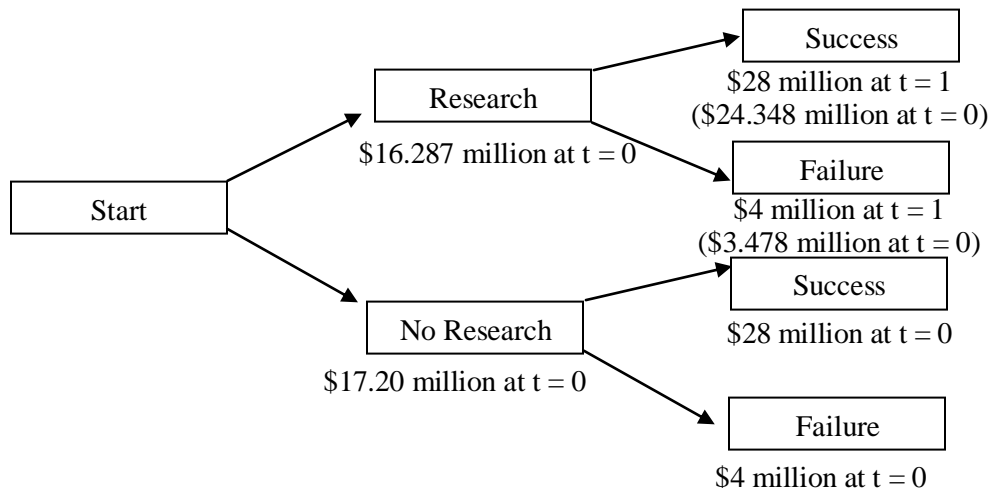 Success
$28 million at t = 1
($24.348 million at t = 0)
Research
$16.287 million at t = 0
Failure
$4 million at t = 1
($3.478 million at t = 0)
Start
Success
$28 million at t = 0
No Research
$17.20 million at t = 0
Failure
$4 million at t = 0